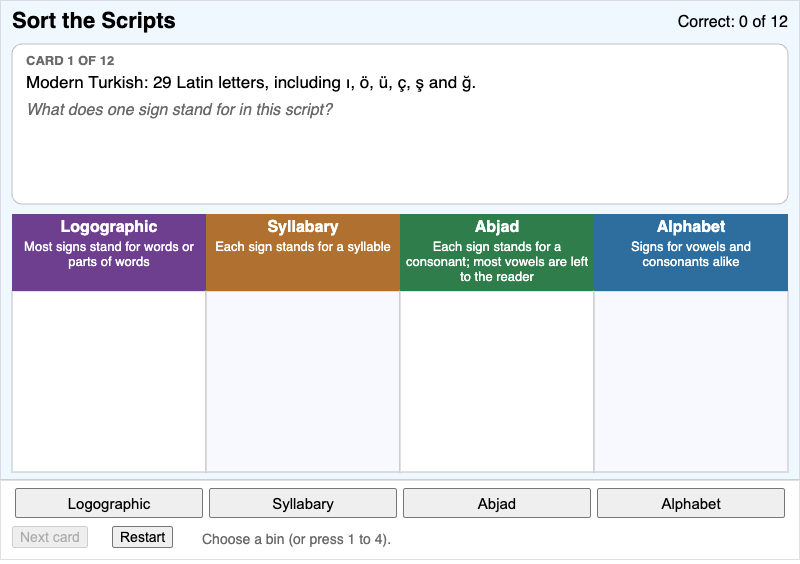 Sort the Scripts
Correct: 0 of 12
CARD 1 OF 12
Modern Turkish: 29 Latin letters, including ı, ö, ü, ç, ş and ğ.
What does one sign stand for in this script?
Logographic
Most signs stand for words or
parts of words
Syllabary
Each sign stands for a syllable
Abjad
Each sign stands for a
consonant; most vowels are left
to the reader
Alphabet
Signs for vowels and
consonants alike
Logographic
Syllabary
Abjad
Alphabet
Next card
Restart
Choose a bin (or press 1 to 4).